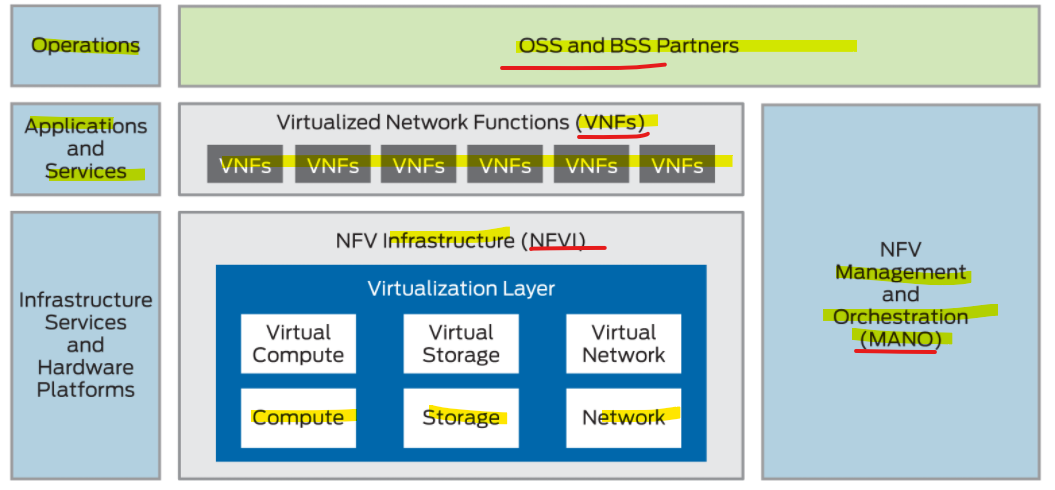 Operations
OSS and BSS Partners
Applications
and
Services
Virtualized Network Functions (VNFs)
VNFs VNFs VNFs VNFs VNFs VNFs
Infrastructure
Services
and
Hardware
Platforms
NFV Infrastructure (NFVI)
Virtualization Layer
Virtual
Compute
Virtual
Storage
Virtual
Network
Compute
Storage
Network
NFV
Management
and
Orchestration
(MANO)